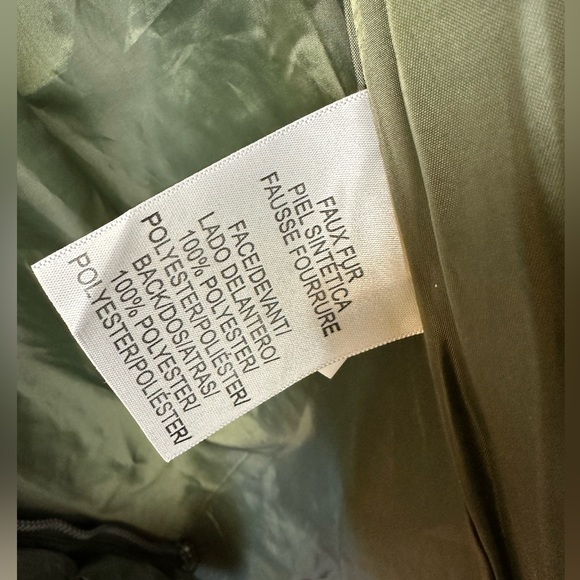 FAUX FUR
PIEL SINTÉTICA
FAUSSE FOURRURE
FACE/DEVANT/
LADO DELANTERO/
100% POLYESTER/
POLYESTER/POLIÉSTER/
BACK/DOS/ATRAS/
100% POLYESTER/
POLYESTER/POLIÉSTER/